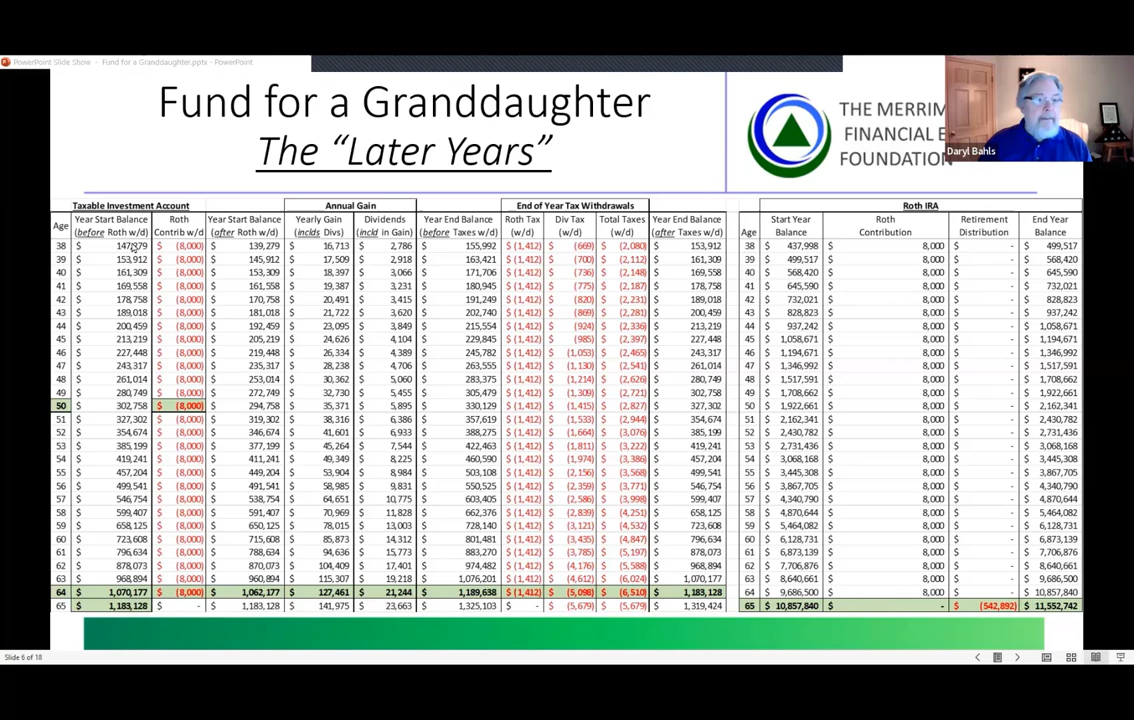 PowerPoint Slide Show - Fund for a Granddaughter.pptx - PowerPoint
Fund for a Granddaughter
The "Later Years"
THE MERRIM
FINANCIAL E
FOUNDATION
Daryl Bahls
Taxable Investment Account Annual Gain End of Year Tax Withdrawals Roth IRA
Age Year Start Balance (before Roth w/d) Roth Contrib w/d) Year Start Balance (after Roth w/d) Yearly Gain (inclds Divs) Dividends (incld in Gain) Year End Balance (before Taxes w/d) Roth Tax (w/d) Div Tax (w/d) Total Taxes (w/d) Year End Balance (after Taxes w/d) Age Start Year Balance Roth Contribution Retirement Distribution End Year Balance
38 $ 147,279 $ (8,000) $ 139,279 $ 16,713 $ 2,786 $ 155,992 $ (1,412) $ (669) $ (2,080) $ 153,912 38 $ 437,998 $ 8,000 $ - $ 499,517
39 $ 153,912 $ (8,000) $ 145,912 $ 17,509 $ 2,918 $ 163,421 $ (1,412) $ (700) $ (2,112) $ 161,309 39 $ 499,517 $ 8,000 $ - $ 568,420
40 $ 161,309 $ (8,000) $ 153,309 $ 18,397 $ 3,066 $ 171,706 $ (1,412) $ (736) $ (2,148) $ 169,558 40 $ 568,420 $ 8,000 $ - $ 645,590
41 $ 169,558 $ (8,000) $ 161,558 $ 19,387 $ 3,231 $ 180,945 $ (1,412) $ (775) $ (2,187) $ 178,758 41 $ 645,590 $ 8,000 $ - $ 732,021
42 $ 178,758 $ (8,000) $ 170,758 $ 20,491 $ 3,415 $ 191,249 $ (1,412) $ (820) $ (2,231) $ 189,018 42 $ 732,021 $ 8,000 $ - $ 828,823
43 $ 189,018 $ (8,000) $ 181,018 $ 21,722 $ 3,620 $ 202,740 $ (1,412) $ (869) $ (2,281) $ 200,459 43 $ 828,823 $ 8,000 $ - $ 937,242
44 $ 200,459 $ (8,000) $ 192,459 $ 23,095 $ 3,849 $ 215,554 $ (1,412) $ (924) $ (2,336) $ 213,219 44 $ 937,242 $ 8,000 $ - $ 1,058,671
45 $ 213,219 $ (8,000) $ 205,219 $ 24,626 $ 4,104 $ 229,845 $ (1,412) $ (985) $ (2,397) $ 227,448 45 $ 1,058,671 $ 8,000 $ - $ 1,194,671
46 $ 227,448 $ (8,000) $ 219,448 $ 26,334 $ 4,389 $ 245,782 $ (1,412) $ (1,053) $ (2,465) $ 243,317 46 $ 1,194,671 $ 8,000 $ - $ 1,346,992
47 $ 243,317 $ (8,000) $ 235,317 $ 28,238 $ 4,706 $ 263,555 $ (1,412) $ (1,130) $ (2,541) $ 261,014 47 $ 1,346,992 $ 8,000 $ - $ 1,517,591
48 $ 261,014 $ (8,000) $ 253,014 $ 30,362 $ 5,060 $ 283,375 $ (1,412) $ (1,214) $ (2,626) $ 280,749 48 $ 1,517,591 $ 8,000 $ - $ 1,708,662
49 $ 280,749 $ (8,000) $ 272,749 $ 32,730 $ 5,455 $ 305,479 $ (1,412) $ (1,309) $ (2,721) $ 302,758 49 $ 1,708,662 $ 8,000 $ - $ 1,922,661
50 $ 302,758 $ (8,000) $ 294,758 $ 35,371 $ 5,895 $ 330,129 $ (1,412) $ (1,415) $ (2,827) $ 327,302 50 $ 1,922,661 $ 8,000 $ - $ 2,162,341
51 $ 327,302 $ (8,000) $ 319,302 $ 38,316 $ 6,386 $ 357,619 $ (1,412) $ (1,533) $ (2,944) $ 354,674 51 $ 2,162,341 $ 8,000 $ - $ 2,430,782
52 $ 354,674 $ (8,000) $ 346,674 $ 41,601 $ 6,933 $ 388,275 $ (1,412) $ (1,664) $ (3,076) $ 385,199 52 $ 2,430,782 $ 8,000 $ - $ 2,731,436
53 $ 385,199 $ (8,000) $ 377,199 $ 45,264 $ 7,544 $ 422,463 $ (1,412) $ (1,811) $ (3,222) $ 419,241 53 $ 2,731,436 $ 8,000 $ - $ 3,068,168
54 $ 419,241 $ (8,000) $ 411,241 $ 49,349 $ 8,225 $ 460,590 $ (1,412) $ (1,974) $ (3,386) $ 457,204 54 $ 3,068,168 $ 8,000 $ - $ 3,445,308
55 $ 457,204 $ (8,000) $ 449,204 $ 53,904 $ 8,984 $ 503,108 $ (1,412) $ (2,156) $ (3,568) $ 499,541 55 $ 3,445,308 $ 8,000 $ - $ 3,867,705
56 $ 499,541 $ (8,000) $ 491,541 $ 58,985 $ 9,831 $ 550,525 $ (1,412) $ (2,359) $ (3,771) $ 546,754 56 $ 3,867,705 $ 8,000 $ - $ 4,340,790
57 $ 546,754 $ (8,000) $ 538,754 $ 64,651 $ 10,775 $ 603,405 $ (1,412) $ (2,586) $ (3,998) $ 599,407 57 $ 4,340,790 $ 8,000 $ - $ 4,870,644
58 $ 599,407 $ (8,000) $ 591,407 $ 70,969 $ 11,828 $ 662,376 $ (1,412) $ (2,839) $ (4,251) $ 658,125 58 $ 4,870,644 $ 8,000 $ - $ 5,464,082
59 $ 658,125 $ (8,000) $ 650,125 $ 78,015 $ 13,003 $ 728,140 $ (1,412) $ (3,121) $ (4,532) $ 723,608 59 $ 5,464,082 $ 8,000 $ - $ 6,128,731
60 $ 723,608 $ (8,000) $ 715,608 $ 85,873 $ 14,312 $ 801,481 $ (1,412) $ (3,435) $ (4,847) $ 796,634 60 $ 6,128,731 $ 8,000 $ - $ 6,873,139
61 $ 796,634 $ (8,000) $ 788,634 $ 94,636 $ 15,773 $ 883,270 $ (1,412) $ (3,785) $ (5,197) $ 878,073 61 $ 6,873,139 $ 8,000 $ - $ 7,706,876
62 $ 878,073 $ (8,000) $ 870,073 $ 104,409 $ 17,401 $ 974,482 $ (1,412) $ (4,176) $ (5,588) $ 968,894 62 $ 7,706,876 $ 8,000 $ - $ 8,640,661
63 $ 968,894 $ (8,000) $ 960,894 $ 115,307 $ 19,218 $ 1,076,201 $ (1,412) $ (4,612) $ (6,024) $ 1,070,177 63 $ 8,640,661 $ 8,000 $ - $ 9,686,500
64 $ 1,070,177 $ (8,000) $ 1,062,177 $ 127,461 $ 21,244 $ 1,189,638 $ (1,412) $ (5,098) $ (6,510) $ 1,183,128 64 $ 9,686,500 $ 8,000 $ - $ 10,857,840
65 $ 1,183,128 $ - $ 1,183,128 $ 141,975 $ 23,663 $ 1,325,103 $ - $ (5,679) $ (5,679) $ 1,319,424 65 $ 10,857,840 $ - $ (542,892) $ 11,552,742
Slide 6 of 18